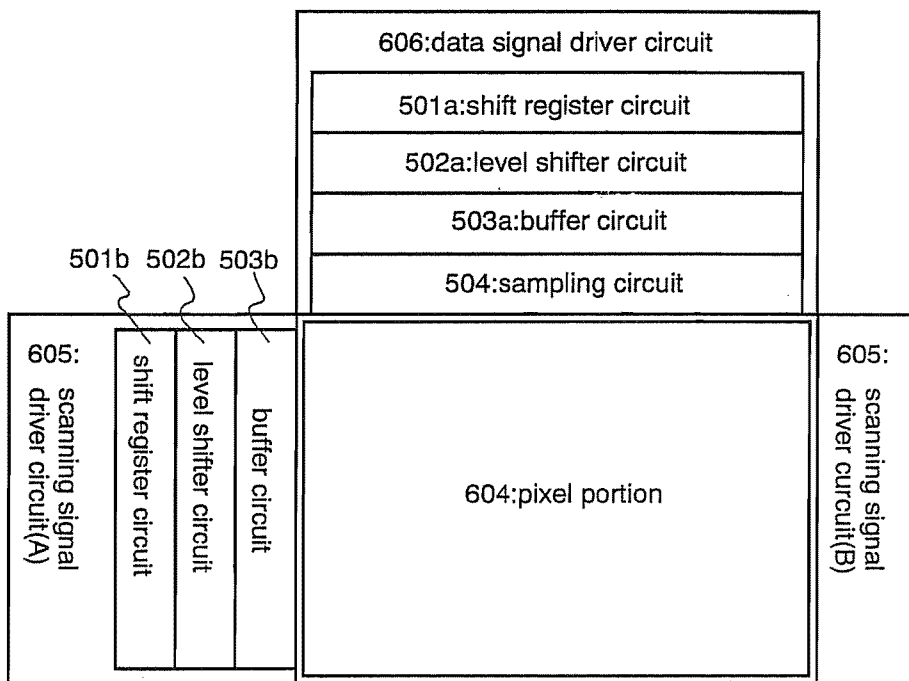 606:data signal driver circuit
501a:shift register circuit
502a:level shifter circuit
503a:buffer circuit
504:sampling circuit
501b 502b 503b
605:
scanning signal
driver circuit(A)
shift register circuit
level shifter circuit
buffer circuit
604:pixel portion
605:
scanning signal
driver curcuit(B)